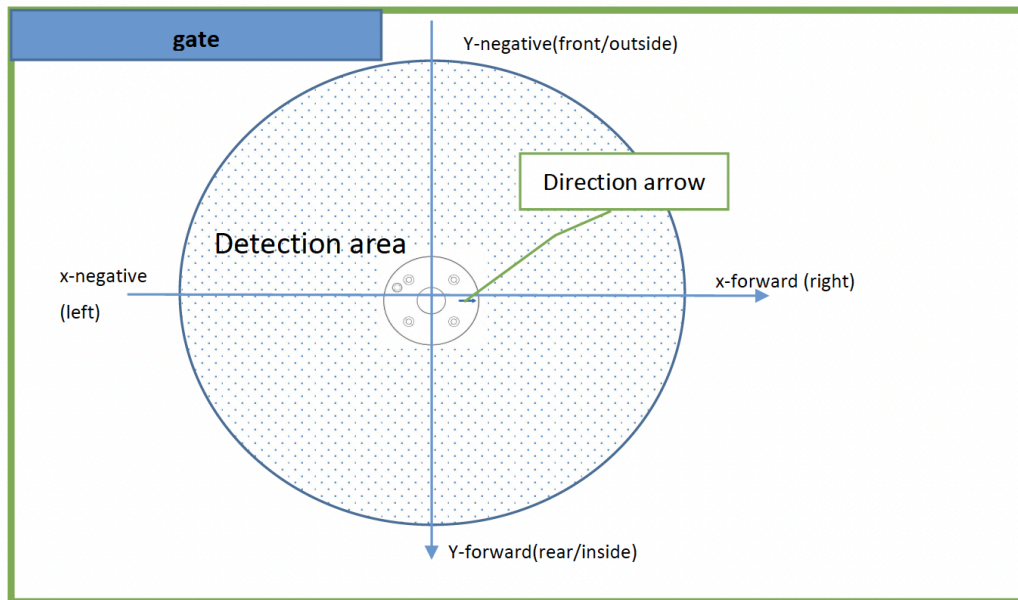 gate
Y-negative(front/outside)
Direction arrow
Detection area
x-negative
(left)
x-forward (right)
Y-forward(rear/inside)